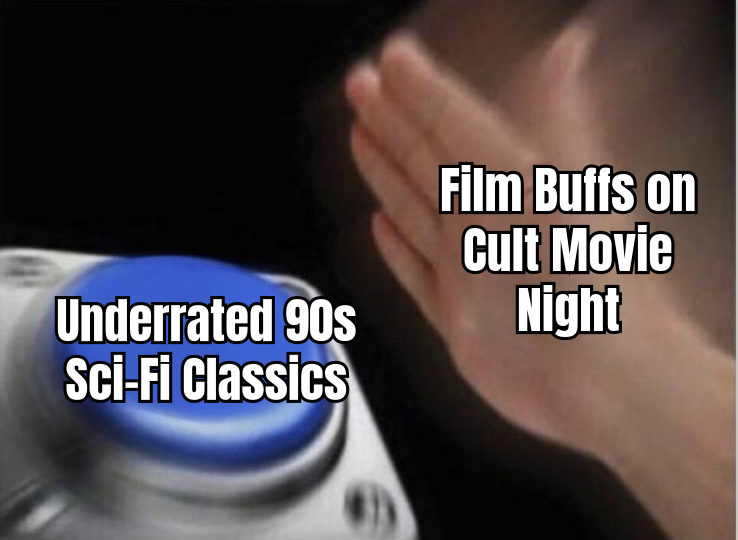 Film Buffs on
Cult Movie
Night
Underrated 90s
Sci-Fi Classics